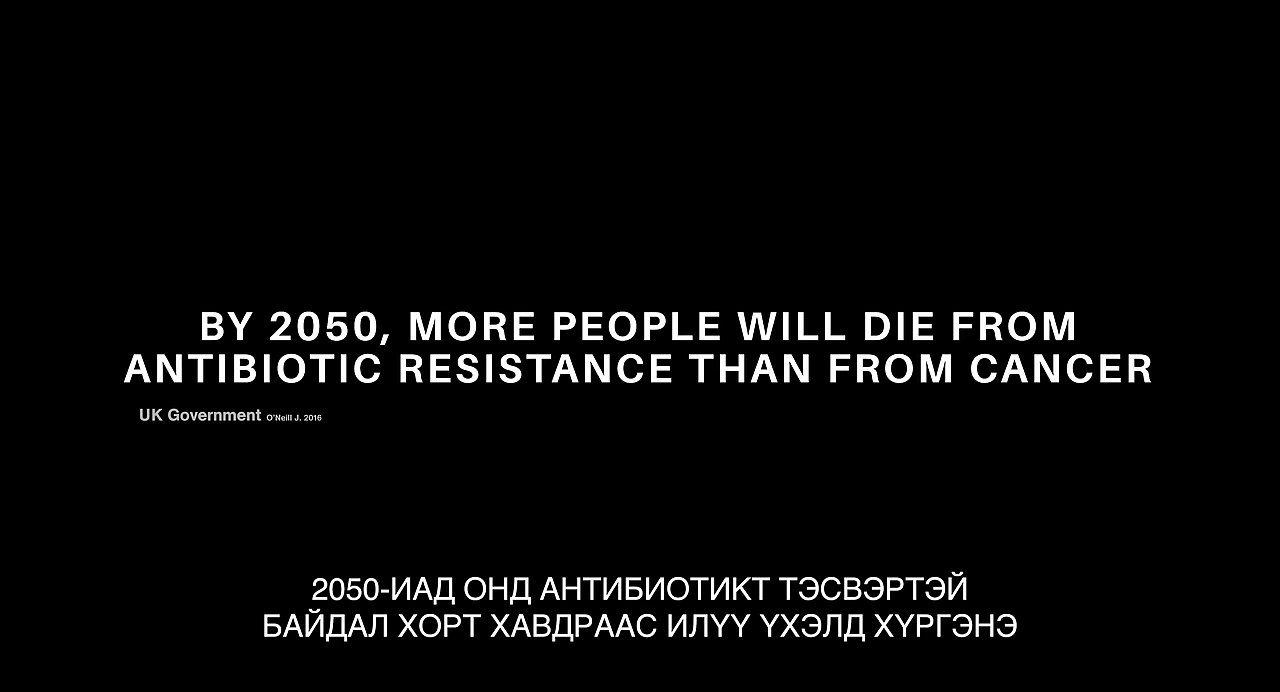 BY 2050, MORE PEOPLE WILL DIE FROM
ANTIBIOTIC RESISTANCE THAN FROM CANCER
UK Government O'Neill J. 2016
2050-ИАД ОНД АНТИБИОТИКТ ТЭСВЭРТЭЙ
БАЙДАЛ ХОРТ ХАВДРААС ИЛҮҮ ҮХЭЛД ХҮРГЭНЭ